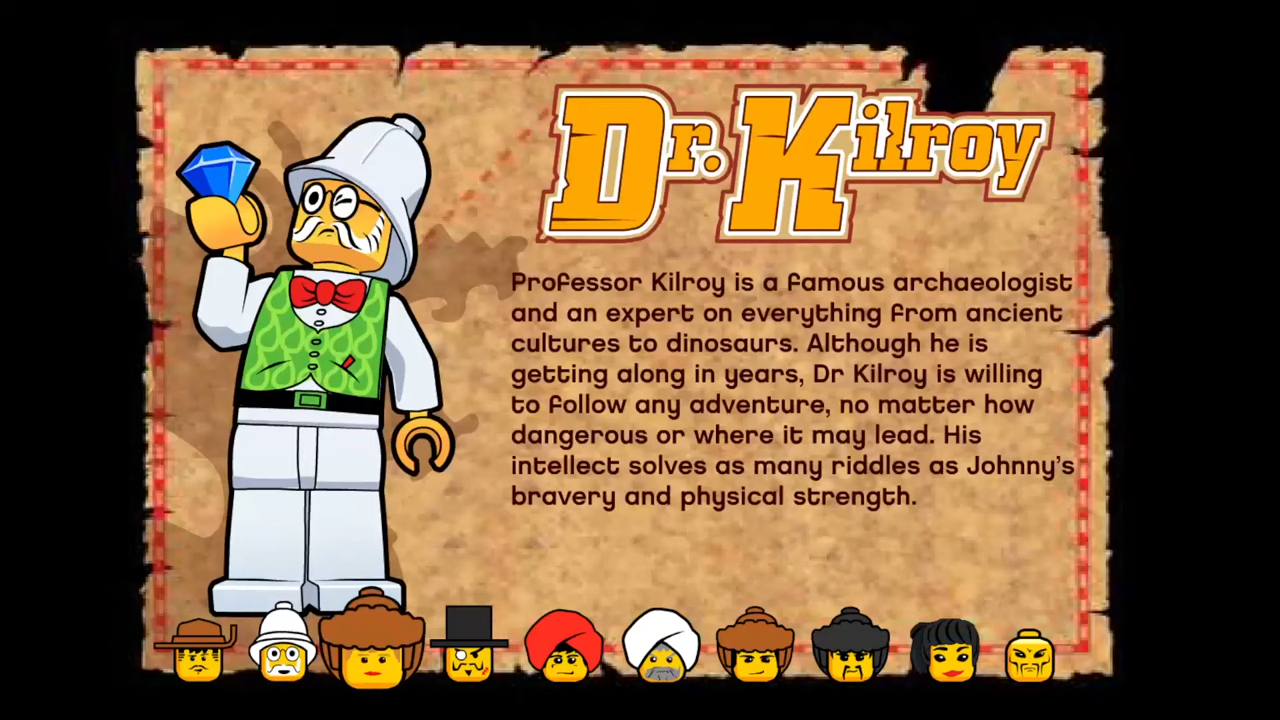 Dr. Kilroy
Professor Kilroy is a famous archaeologist
and an expert on everything from ancient
cultures to dinosaurs. Although he is
getting along in years, Dr Kilroy is willing
to follow any adventure, no matter how
dangerous or where it may lead. His
intellect solves as many riddles as Johnny's
bravery and physical strength.